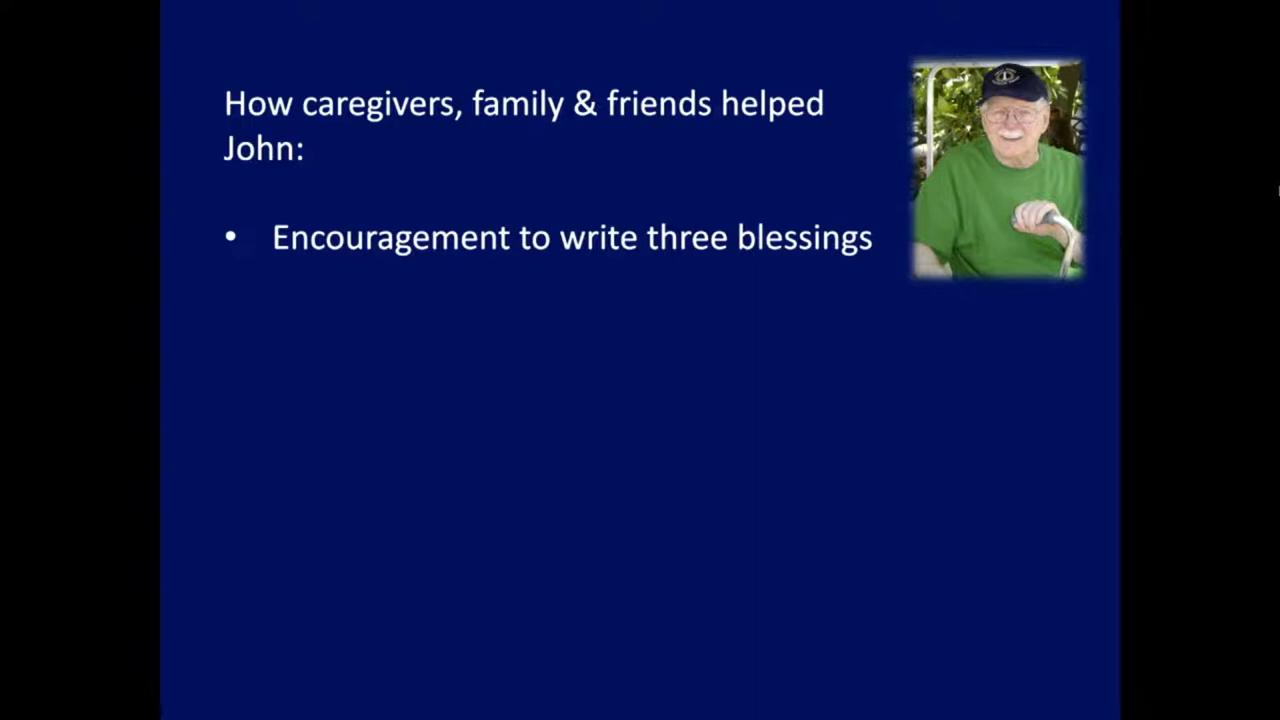 How caregivers, family & friends helped
John:
• Encouragement to write three blessings